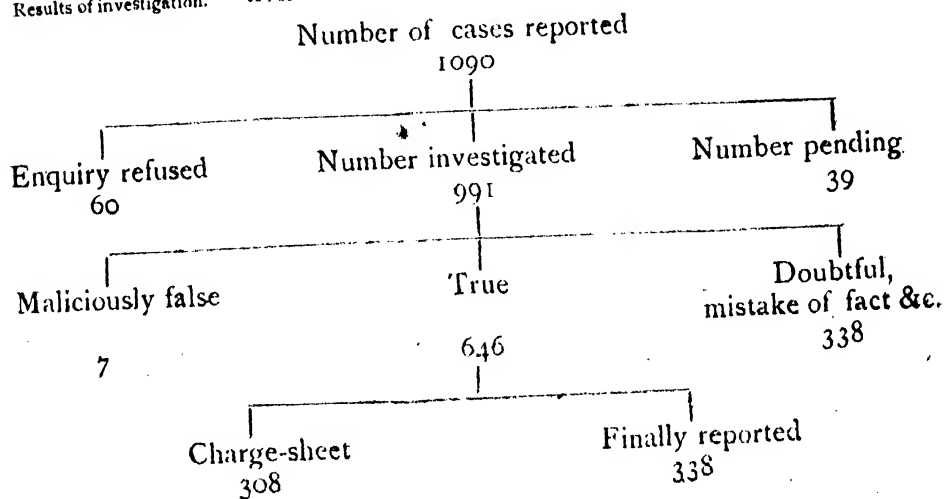 Results of investigation.
Number of cases reported
1090
Enquiry refused
60
Number investigated
991
Number pending.
39
Maliciously false
7
True
646
Doubtful,
mistake of fact &c.
338
Charge-sheet
308
Finally reported
338